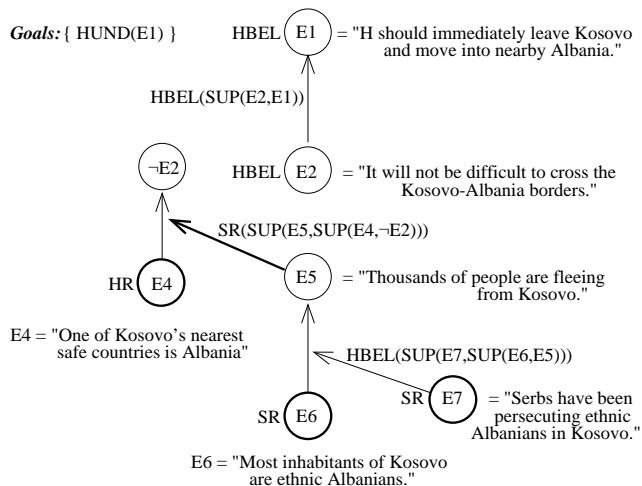 Goals: { HUND(E1) }
HBEL E1 = "H should immediately leave Kosovo
and move into nearby Albania."
HBEL(SUP(E2,E1))
¬E2
HBEL E2 = "It will not be difficult to cross the
Kosovo-Albania borders."
SR(SUP(E5,SUP(E4,¬E2)))
HR E4
E5 = "Thousands of people are fleeing
from Kosovo."
E4 = "One of Kosovo's nearest
safe countries is Albania"
HBEL(SUP(E7,SUP(E6,E5)))
SR E6
SR E7 = "Serbs have been
persecuting ethnic
Albanians in Kosovo."
E6 = "Most inhabitants of Kosovo
are ethnic Albanians."